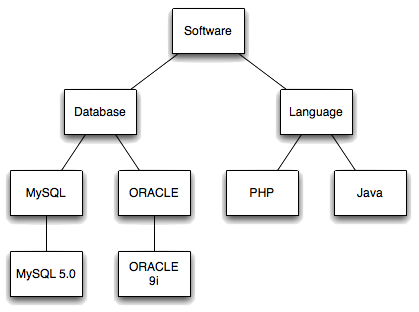 Software
Database
Language
MySQL
ORACLE
PHP
Java
MySQL 5.0
ORACLE
9i